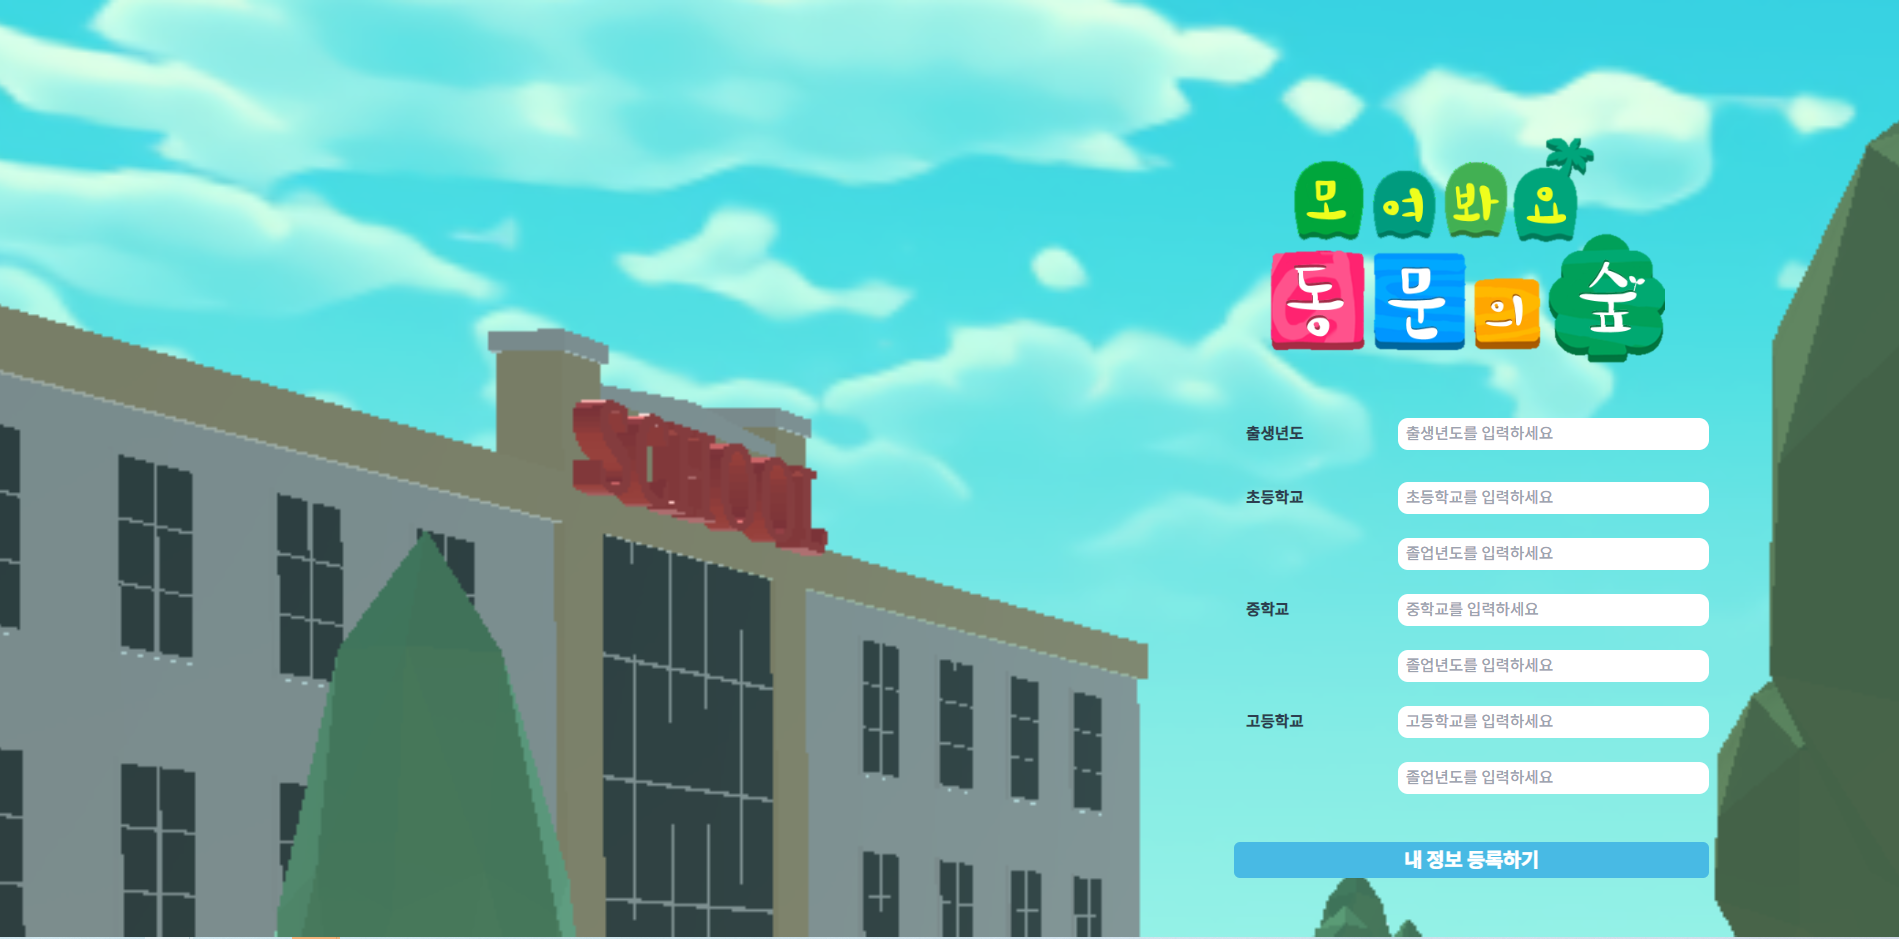 SCHOOL
모여봐요
동문의 숲
출생년도
출생년도를 입력하세요
초등학교
초등학교를 입력하세요
졸업년도를 입력하세요
중학교
중학교를 입력하세요
졸업년도를 입력하세요
고등학교
고등학교를 입력하세요
졸업년도를 입력하세요
내 정보 등록하기